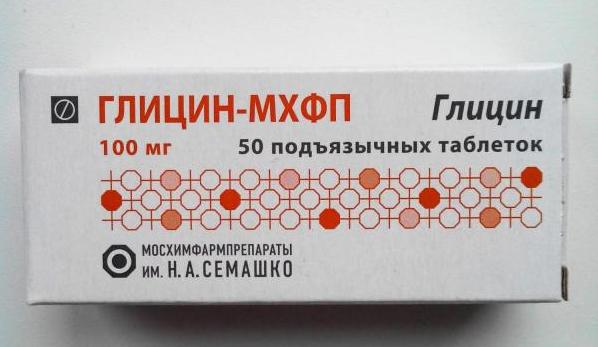 ГЛИЦИН-МХФП Глицин
100 мг 50 подъязычных таблеток
МОСХИМФАРМПРЕПАРАТЫ
ИМ. Н.А.СЕМАШКО